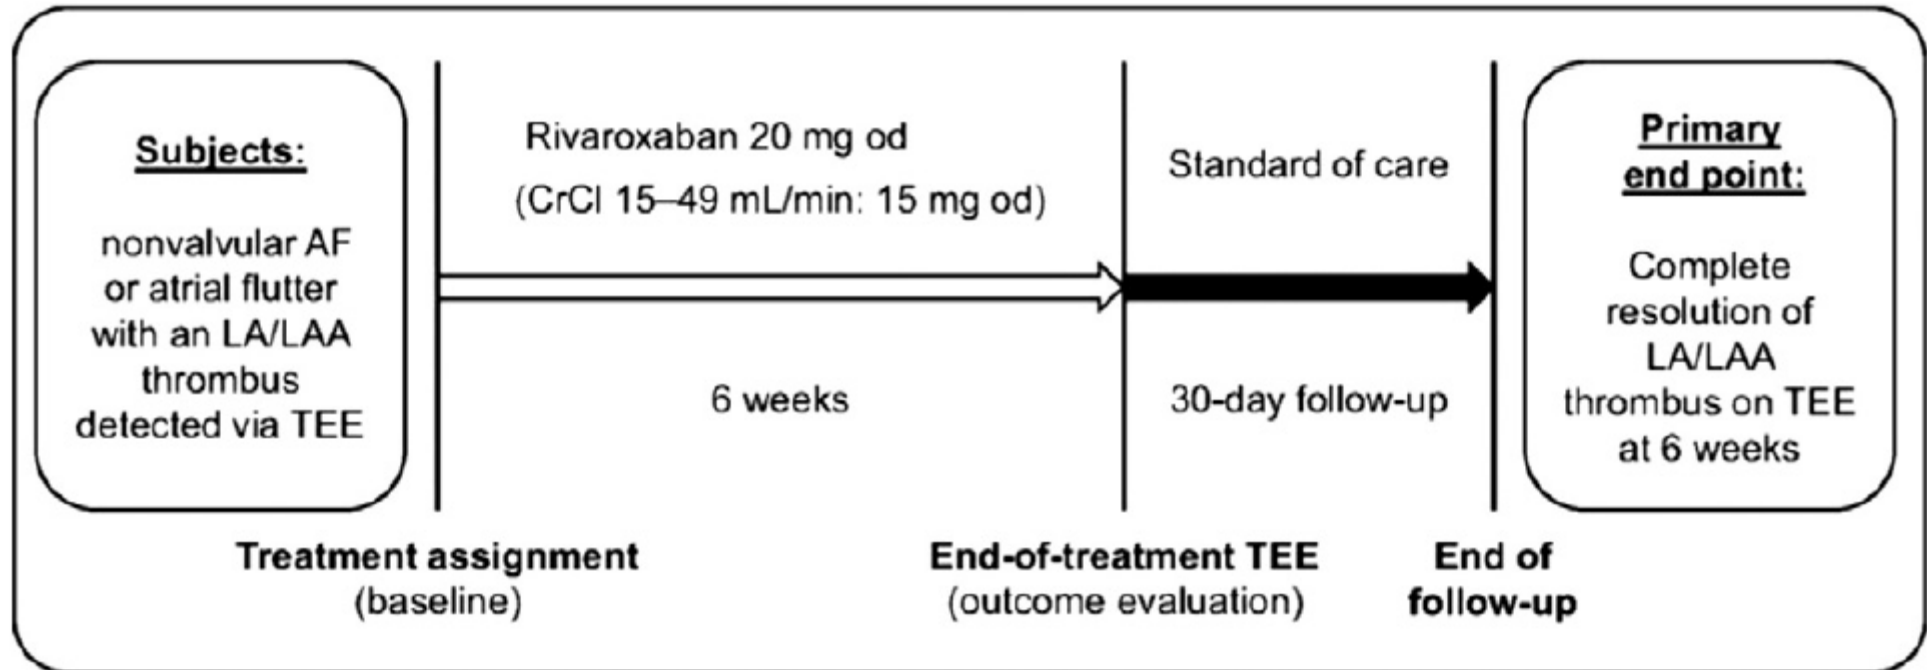 Subjects:
nonvalvular AF
or atrial flutter
with an LA/LAA
thrombus
detected via TEE
Rivaroxaban 20 mg od
(CrCl 15–49 mL/min: 15 mg od)
6 weeks
Standard of care
30-day follow-up
Primary
end point:
Complete
resolution of
LA/LAA
thrombus on TEE
at 6 weeks
Treatment assignment
(baseline)
End-of-treatment TEE
(outcome evaluation)
End of
follow-up